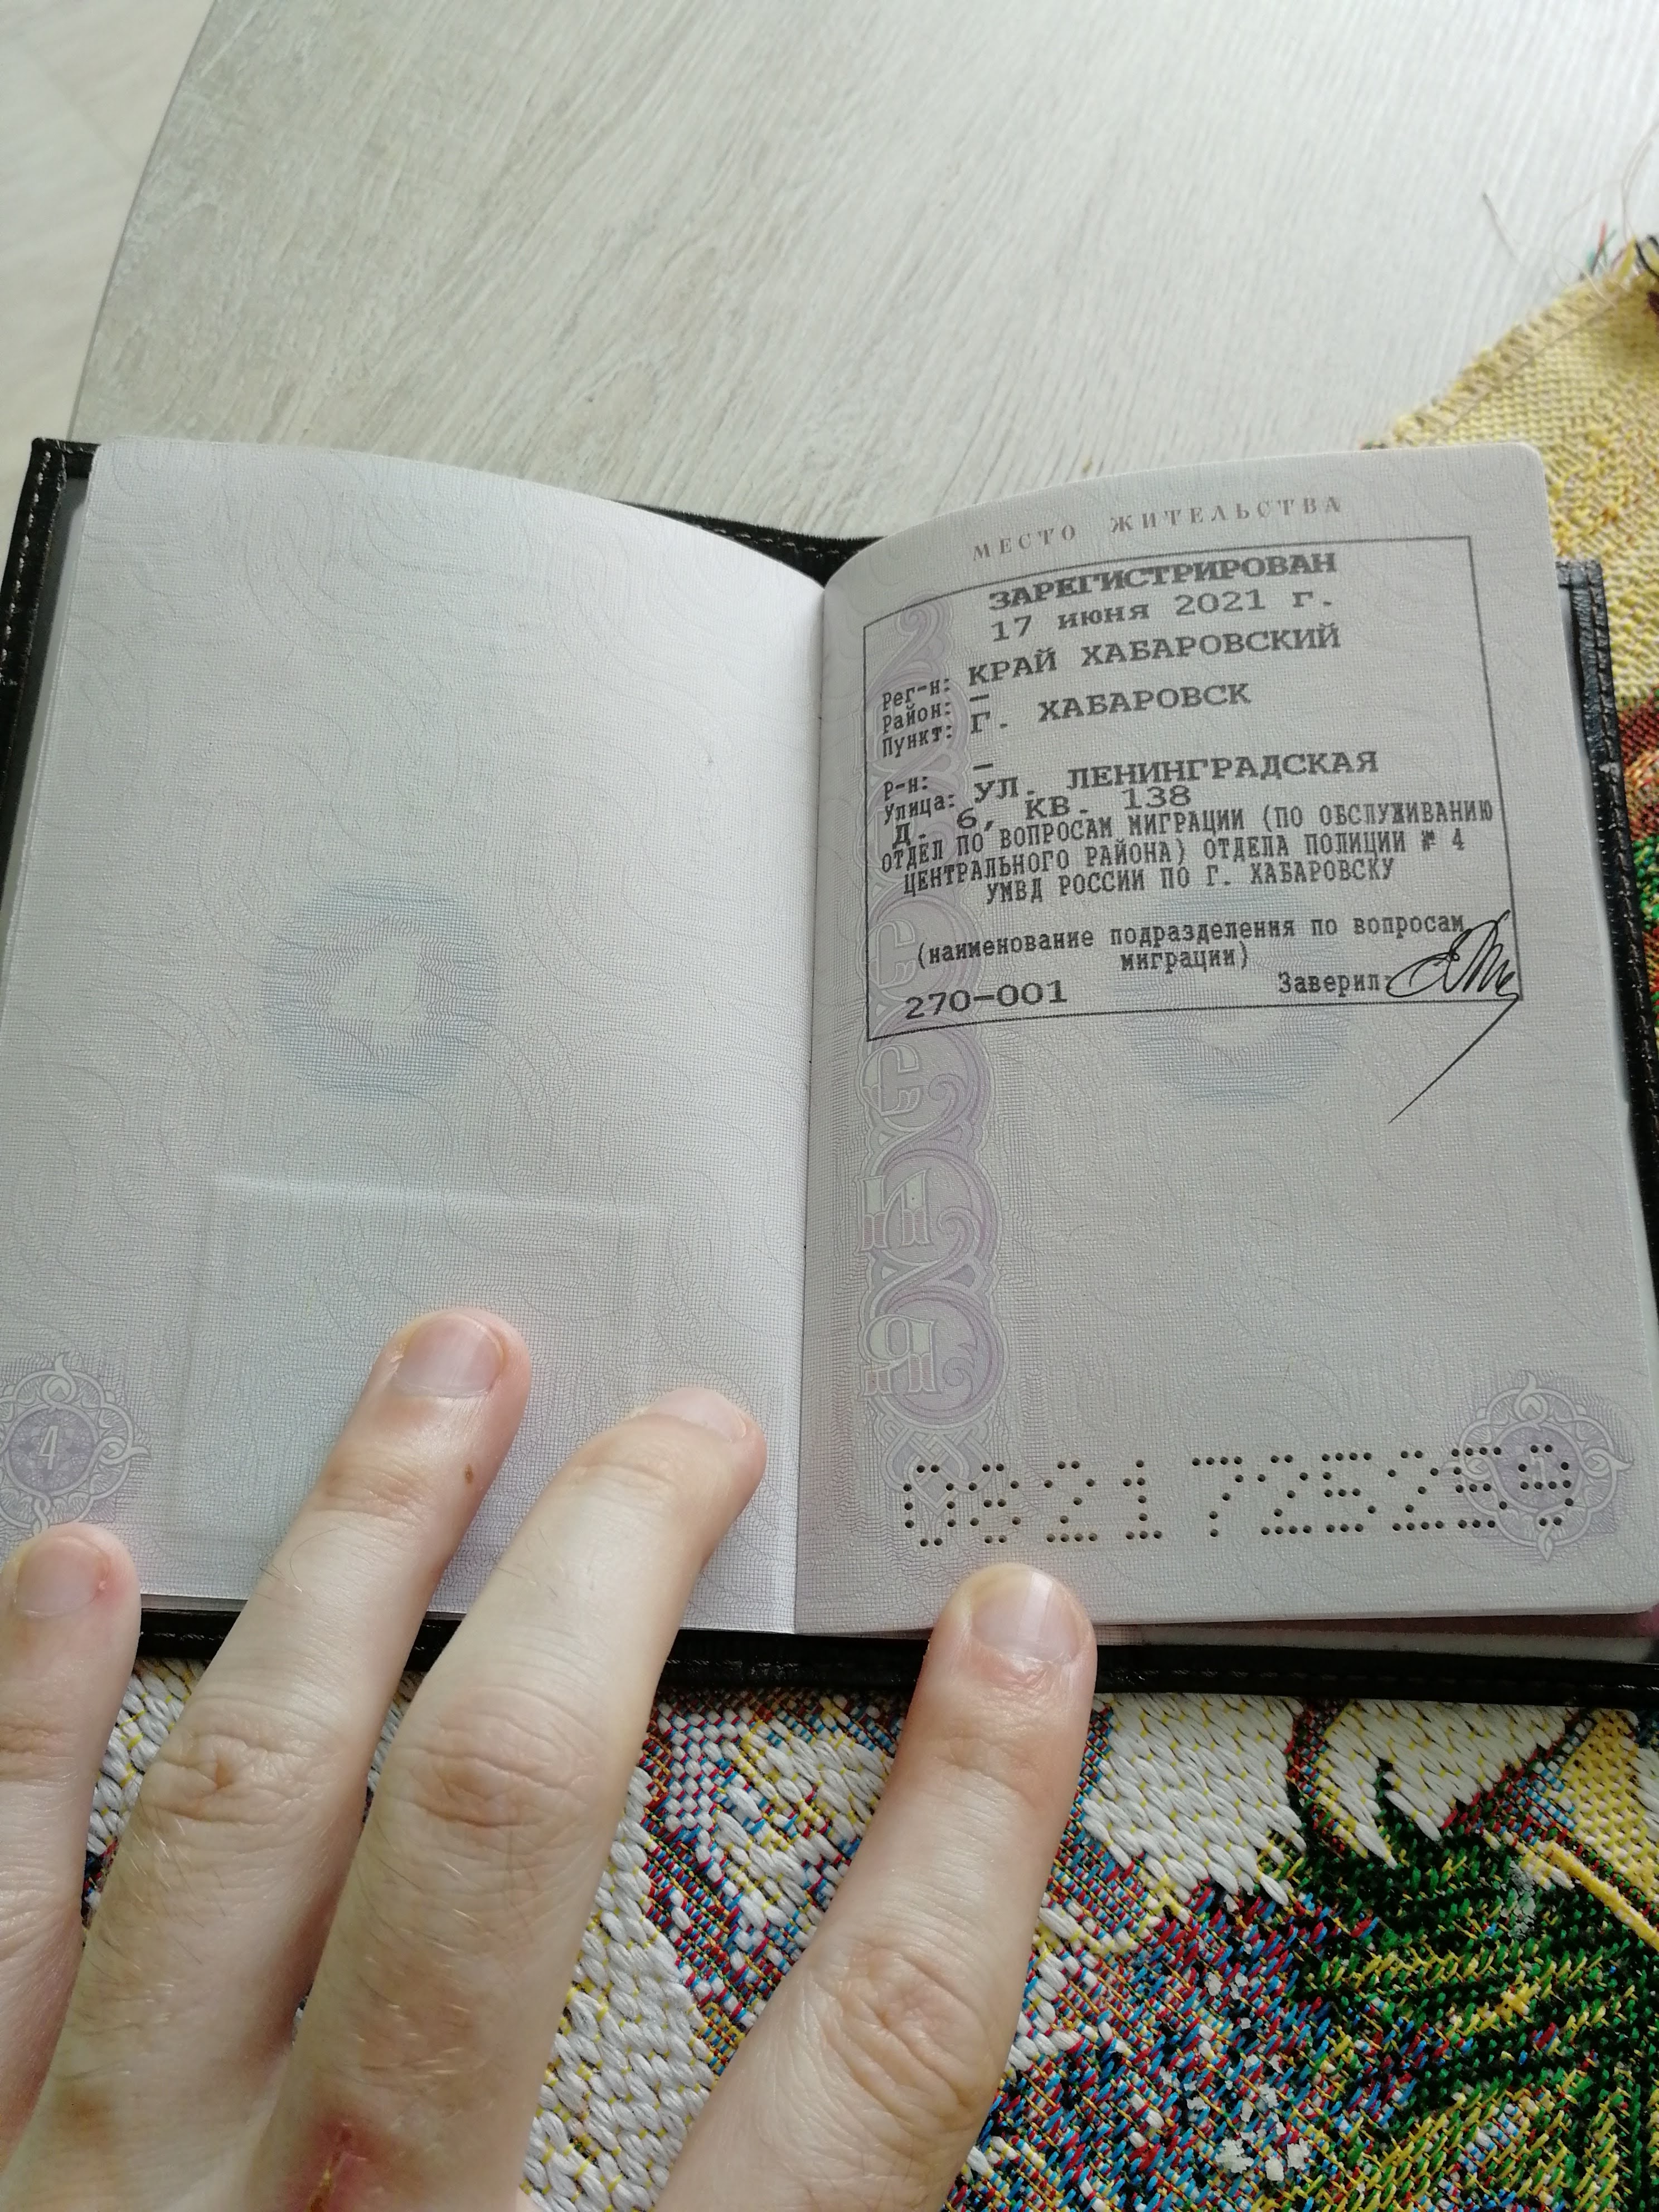 МЕСТО ЖИТЕЛЬСТВА
ЗАРЕГИСТРИРОВАН
17 июня 2021 г.
Рег-н: КРАЙ ХАБАРОВСКИЙ
Район: –
Пункт: Г. ХАБАРОВСК
Р-н: –
Улица: УЛ. ЛЕНИНГРАДСКАЯ
Д. 6, КВ. 138
ОТДЕЛ ПО ВОПРОСАМ МИГРАЦИИ (ПО ОБСЛУЖИВАНИЮ
ЦЕНТРАЛЬНОГО РАЙОНА) ОТДЕЛА ПОЛИЦИИ № 4
УМВД РОССИИ ПО Г. ХАБАРОВСКУ
(наименование подразделения по вопросам
миграции)
270-001 Заверил:
4
0821 725259